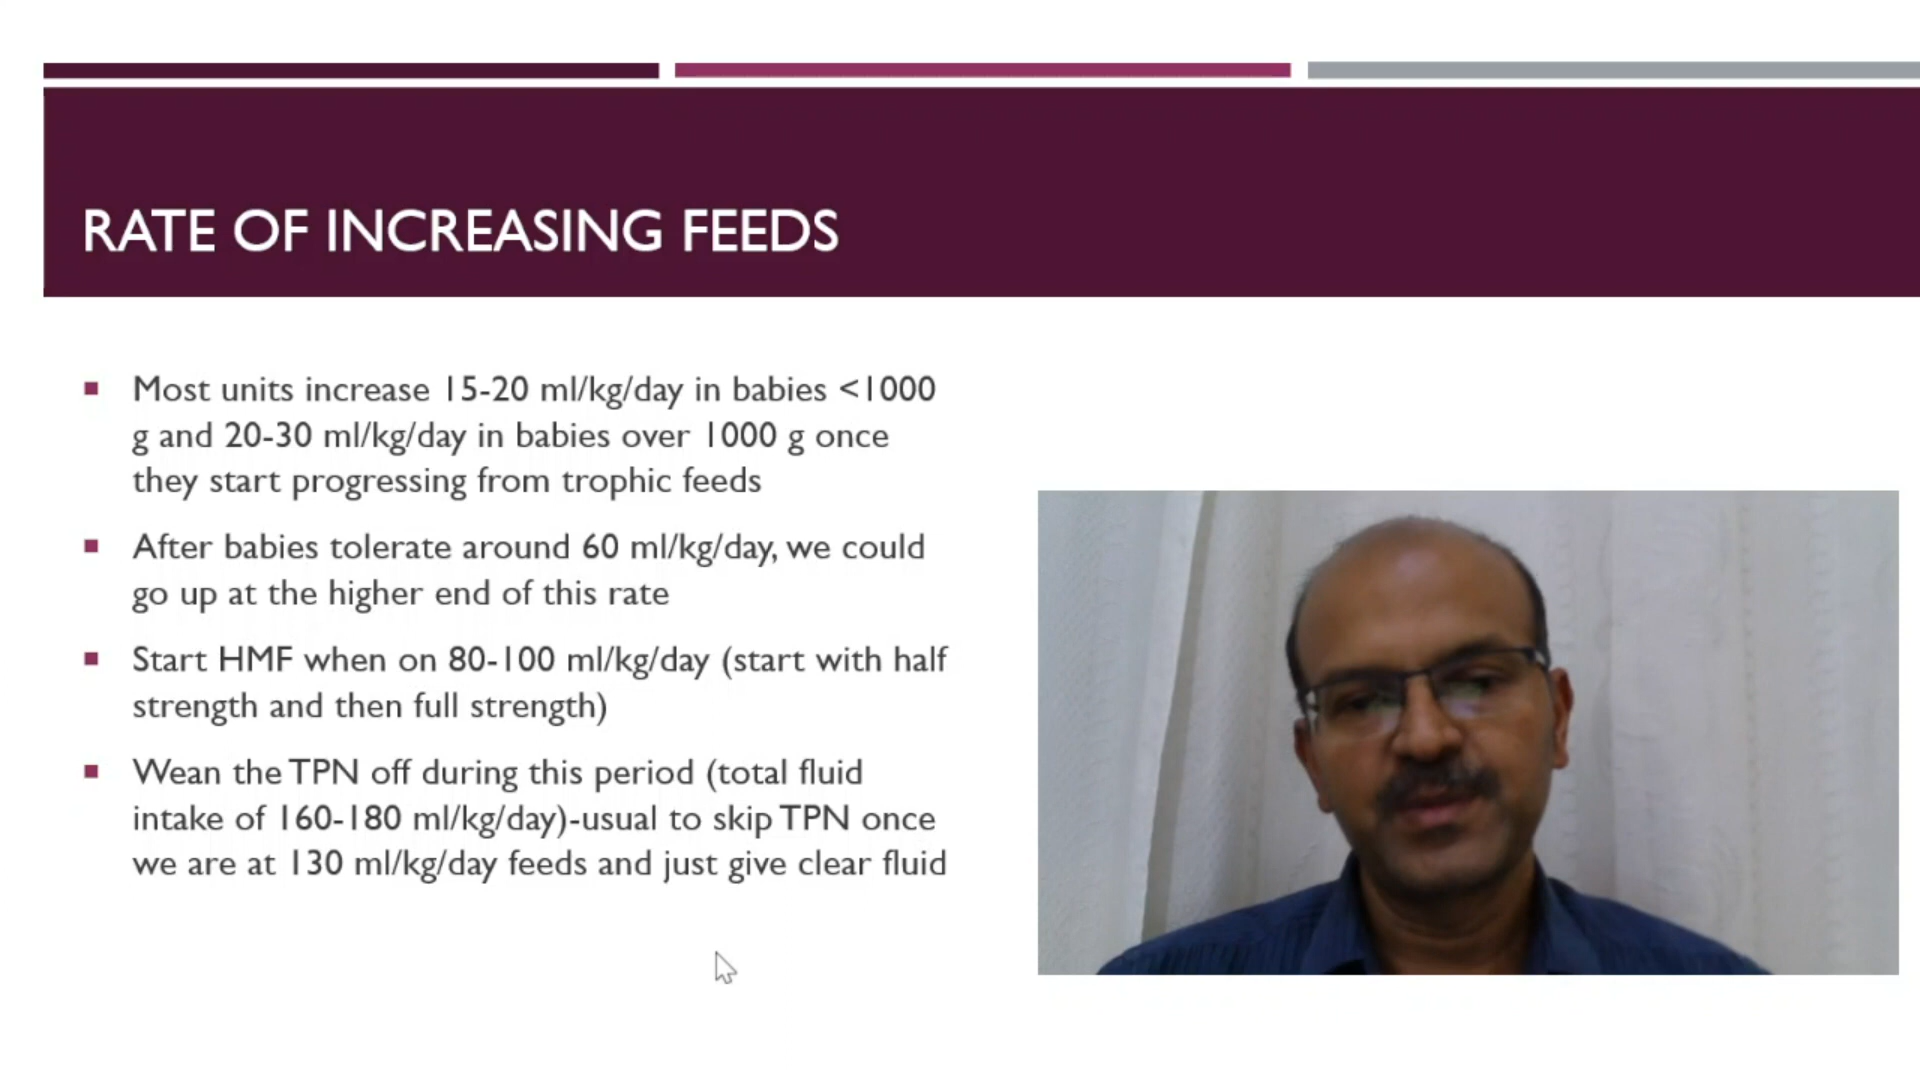 RATE OF INCREASING FEEDS
Most units increase 15-20 ml/kg/day in babies <1000
g and 20-30 ml/kg/day in babies over 1000 g once
they start progressing from trophic feeds
After babies tolerate around 60 ml/kg/day, we could
go up at the higher end of this rate
Start HMF when on 80-100 ml/kg/day (start with half
strength and then full strength)
Wean the TPN off during this period (total fluid
intake of 160-180 ml/kg/day)-usual to skip TPN once
we are at 130 ml/kg/day feeds and just give clear fluid